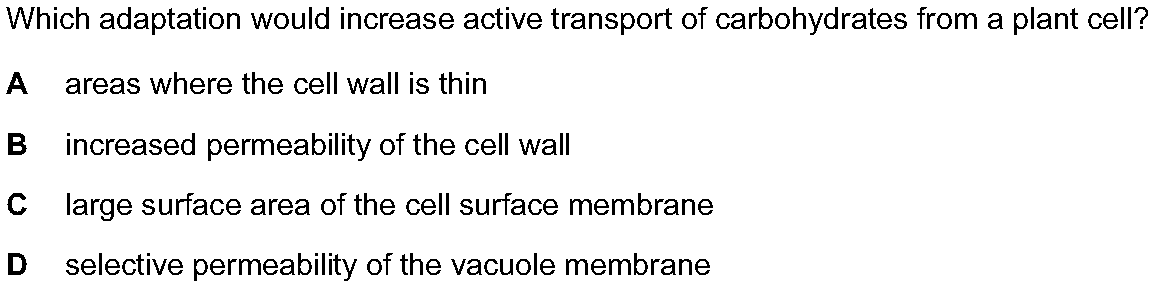 Which adaptation would increase active transport of carbohydrates from a plant cell?
A areas where the cell wall is thin
B increased permeability of the cell wall
C large surface area of the cell surface membrane
D selective permeability of the vacuole membrane